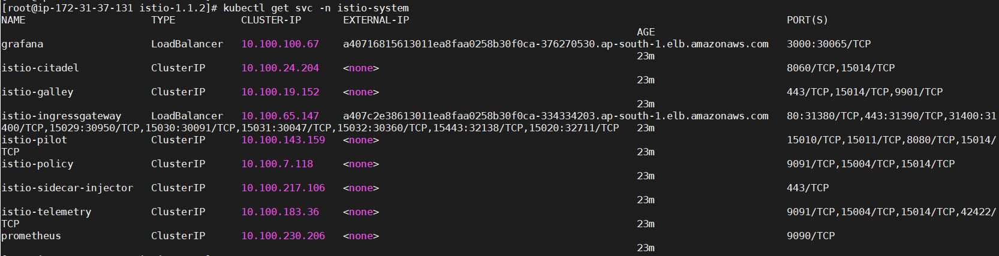 [root@ip-172-31-37-131 istio-1.1.2]# kubectl get svc -n istio-system
NAME TYPE CLUSTER-IP EXTERNAL-IP PORT(S)
AGE
grafana LoadBalancer 10.100.100.67 a40716815613011ea8faa0258b30f0ca-376270530.ap-south-1.elb.amazonaws.com 3000:30065/TCP
23m
istio-citadel ClusterIP 10.100.24.204 <none> 8060/TCP,15014/TCP
23m
istio-galley ClusterIP 10.100.19.152 <none> 443/TCP,15014/TCP,9901/TCP
23m
istio-ingressgateway LoadBalancer 10.100.65.147 a407c2e38613011ea8faa0258b30f0ca-334334203.ap-south-1.elb.amazonaws.com 80:31380/TCP,443:31390/TCP,31400:31
400/TCP,15029:30950/TCP,15030:30091/TCP,15031:30047/TCP,15032:30360/TCP,15443:32138/TCP,15020:32711/TCP 23m
istio-pilot ClusterIP 10.100.143.159 <none> 15010/TCP,15011/TCP,8080/TCP,15014/
TCP 23m
istio-policy ClusterIP 10.100.7.118 <none> 9091/TCP,15004/TCP,15014/TCP
23m
istio-sidecar-injector ClusterIP 10.100.217.106 <none> 443/TCP
23m
istio-telemetry ClusterIP 10.100.183.36 <none> 9091/TCP,15004/TCP,15014/TCP,42422/
TCP 23m
prometheus ClusterIP 10.100.230.206 <none> 9090/TCP
23m